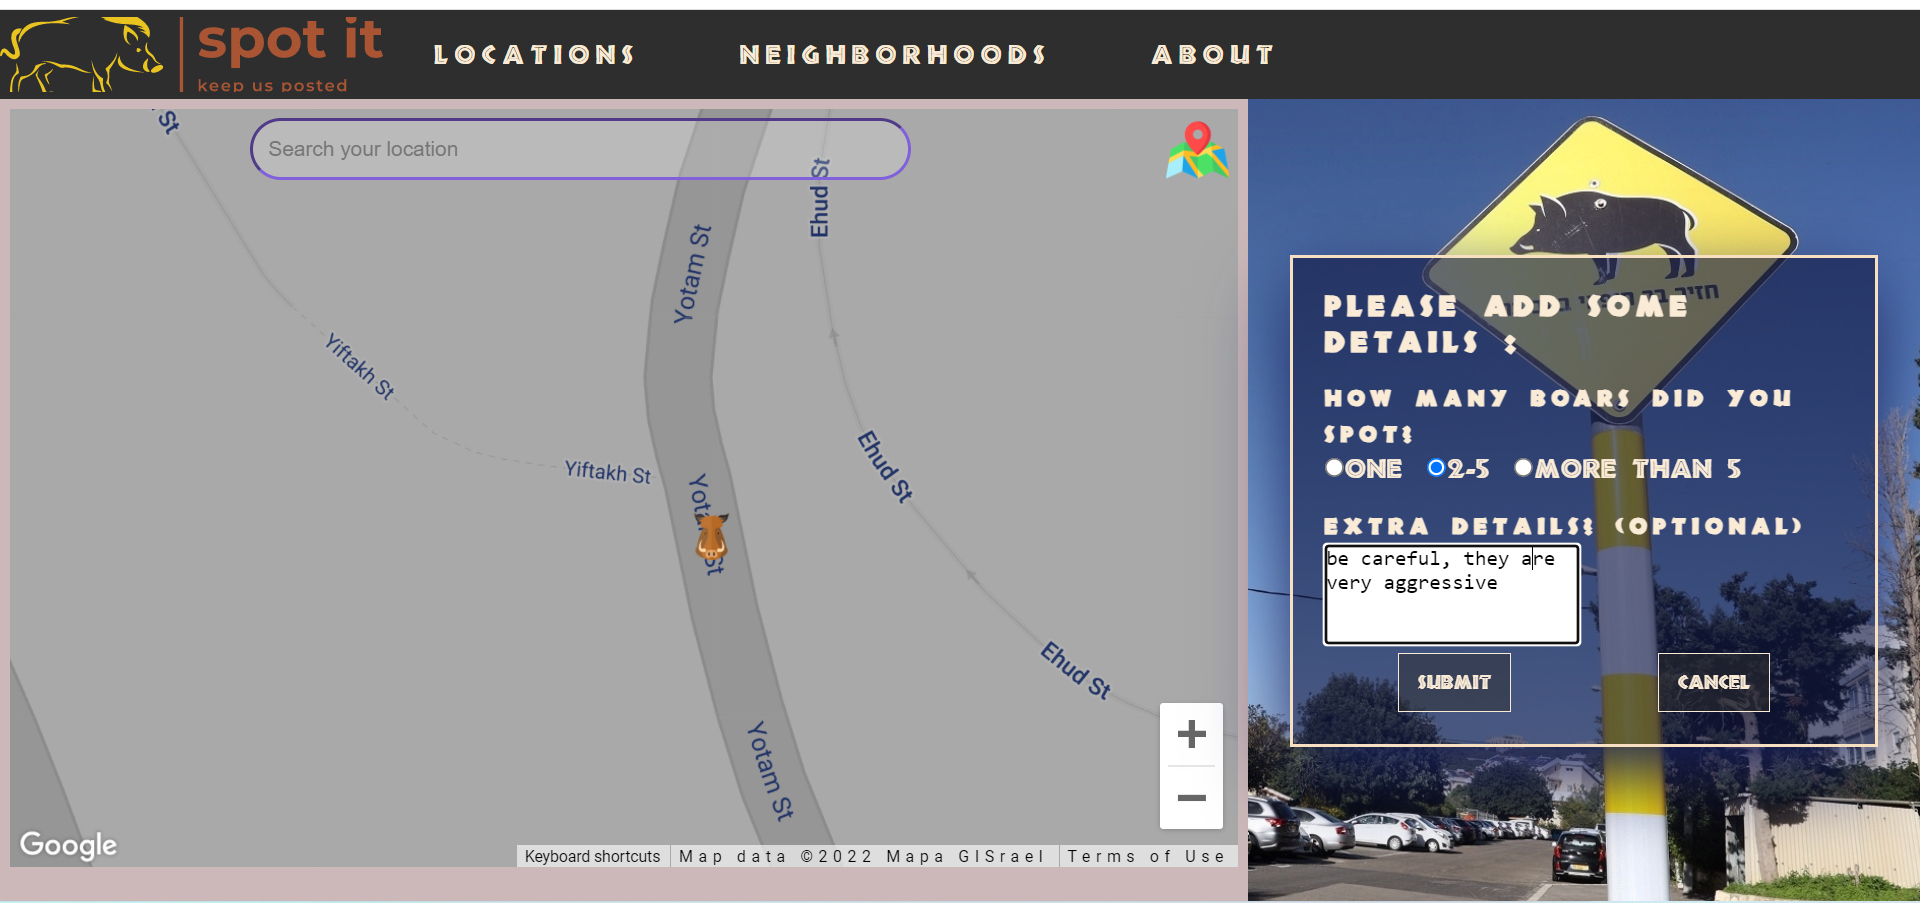 spot it
keep us posted
LOCATIONS
NEIGHBORHOODS
ABOUT
St
Search your location
Ehud St
Yotam St
Yiftakh St
Yiftakh St
Ehud St
Yotam St
Ehud St
Yotam St
Google
Keyboard shortcuts
Map data ©2022 Mapa GISrael
Terms of Use
PLEASE ADD SOME
DETAILS :
HOW MANY BOARS DID YOU
SPOT?
ONE 2-5 MORE THAN 5
EXTRA DETAILS? (OPTIONAL)
be careful, they are
very aggressive
SUBMIT
CANCEL